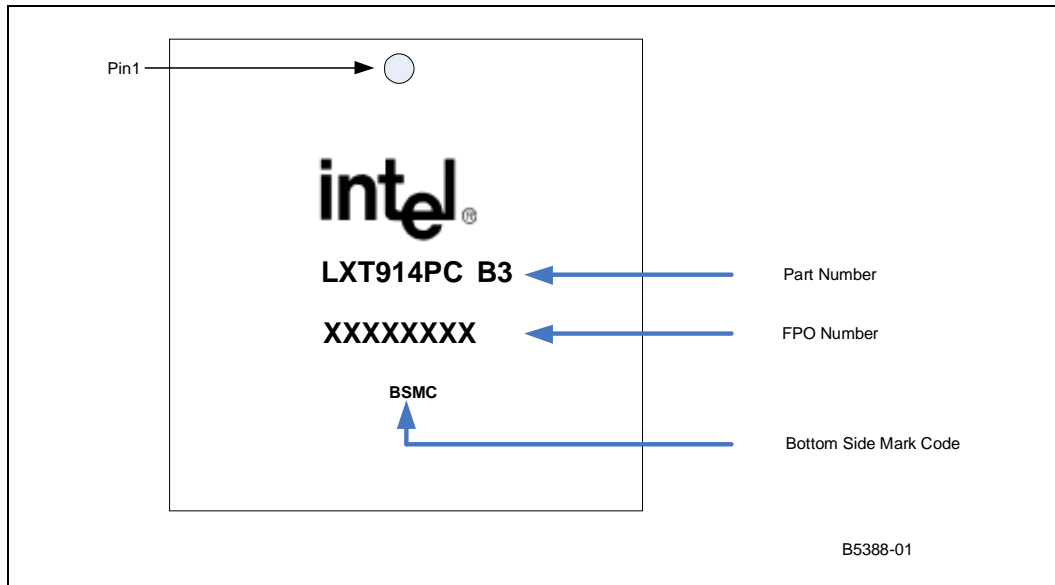 Pin1
intel®
LXT914PC B3
Part Number
XXXXXXXX
FPO Number
BSMC
Bottom Side Mark Code
B5388-01